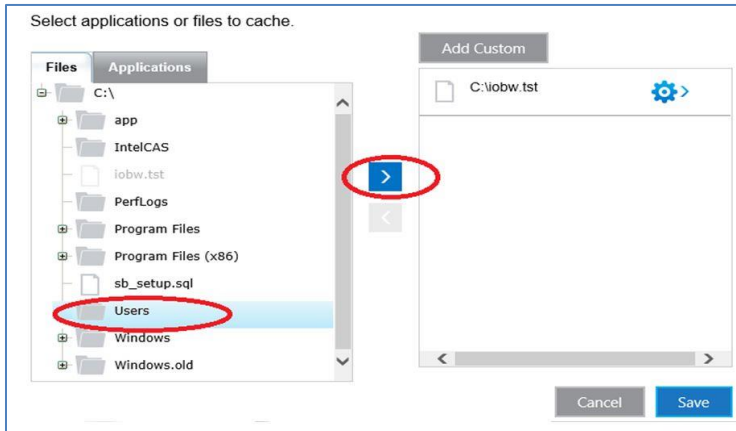 Select applications or files to cache.
Add Custom
Files Applications
C:\
C:\iobw.tst
app
IntelCAS
iobw.tst
PerfLogs
Program Files
Program Files (x86)
sb_setup.sql
Users
Windows
Windows.old
Cancel Save